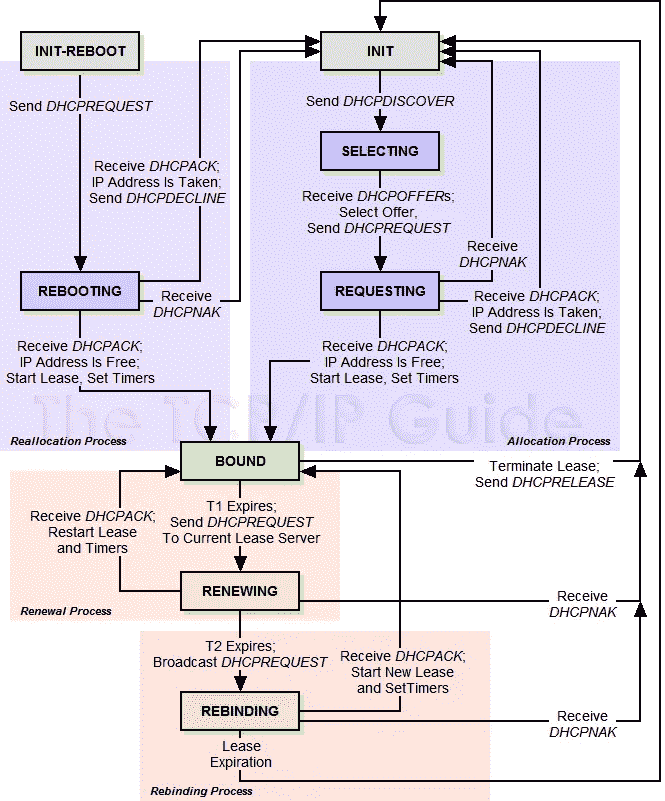 INIT-REBOOT
INIT
Send DHCPREQUEST
Send DHCPDISCOVER
SELECTING
Receive DHCPACK;
IP Address Is Taken;
Send DHCPDECLINE
Receive DHCPOFFERs;
Select Offer,
Send DHCPREQUEST
Receive
DHCPNAK
REBOOTING
Receive
DHCPNAK
REQUESTING
Receive DHCPACK;
IP Address Is Taken;
Send DHCPDECLINE
Receive DHCPACK;
IP Address Is Free;
Start Lease, Set Timers
Receive DHCPACK;
IP Address Is Free;
Start Lease, Set Timers
The TCP/IP Guide
Reallocation Process
Allocation Process
BOUND
Terminate Lease;
Send DHCPRELEASE
Receive DHCPACK;
Restart Lease
and Timers
T1 Expires;
Send DHCPREQUEST
To Current Lease Server
RENEWING
Receive
DHCPNAK
Renewal Process
T2 Expires;
Broadcast DHCPREQUEST
Receive DHCPACK;
Start New Lease
and SetTimers
REBINDING
Receive
DHCPNAK
Lease
Expiration
Rebinding Process